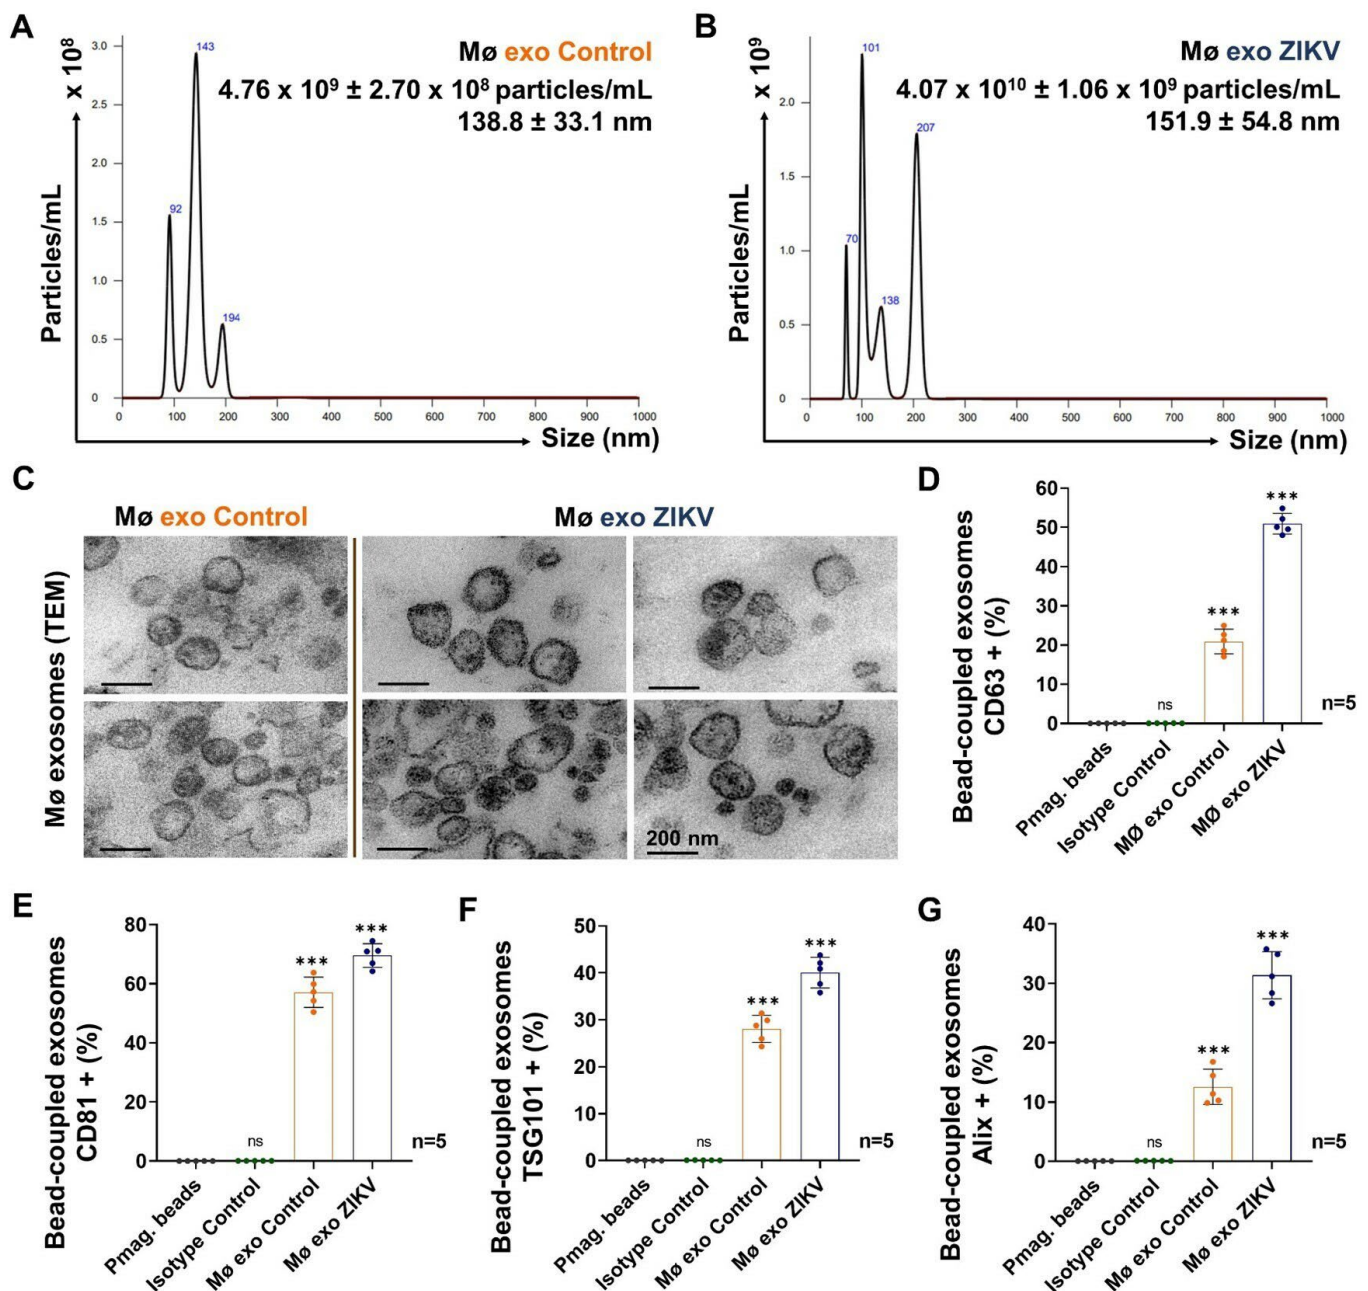 A
Mø exo Control
4.76 x 10⁹ ± 2.70 x 10⁸ particles/mL
138.8 ± 33.1 nm
x 10⁸
Particles/mL
3.0
2.5
2.0
1.5
1.0
0.5
0
143
92
194
0 100 200 300 400 500 600 700 800 900 1000
Size (nm)
B
Mø exo ZIKV
4.07 x 10¹⁰ ± 1.06 x 10⁹ particles/mL
151.9 ± 54.8 nm
x 10⁹
Particles/mL
2.0
1.5
1.0
0.5
0
101
207
70
138
0 100 200 300 400 500 600 700 800 900 1000
Size (nm)
C
Mø exo Control
Mø exo ZIKV
Mø exosomes (TEM)
200 nm
D
Bead-coupled exosomes
CD63 + (%)
60
50
40
30
20
10
0
ns
***
***
n=5
Pmag. beads
Isotype Control
MØ exo Control
MØ exo ZIKV
E
Bead-coupled exosomes
CD81 + (%)
80
60
40
20
0
ns
***
***
n=5
Pmag. beads
Isotype Control
Mø exo Control
Mø exo ZIKV
F
Bead-coupled exosomes
TSG101 + (%)
50
40
30
20
10
0
ns
***
***
n=5
Pmag. beads
Isotype Control
Mø exo Control
Mø exo ZIKV
G
Bead-coupled exosomes
Alix + (%)
40
30
20
10
0
ns
***
***
n=5
Pmag. beads
Isotype Control
Mø exo Control
Mø exo ZIKV